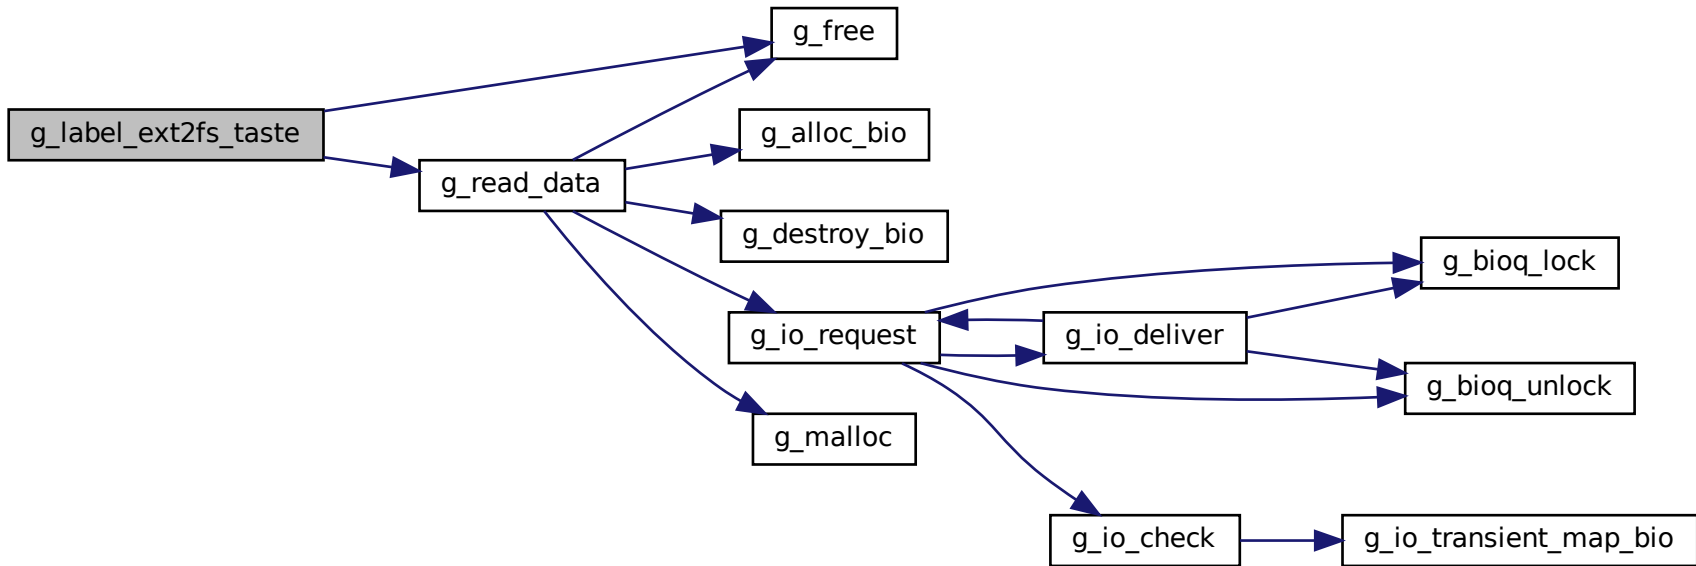 g_free
g_label_ext2fs_taste
g_alloc_bio
g_read_data
g_destroy_bio
g_bioq_lock
g_io_request
g_io_deliver
g_bioq_unlock
g_malloc
g_io_check
g_io_transient_map_bio